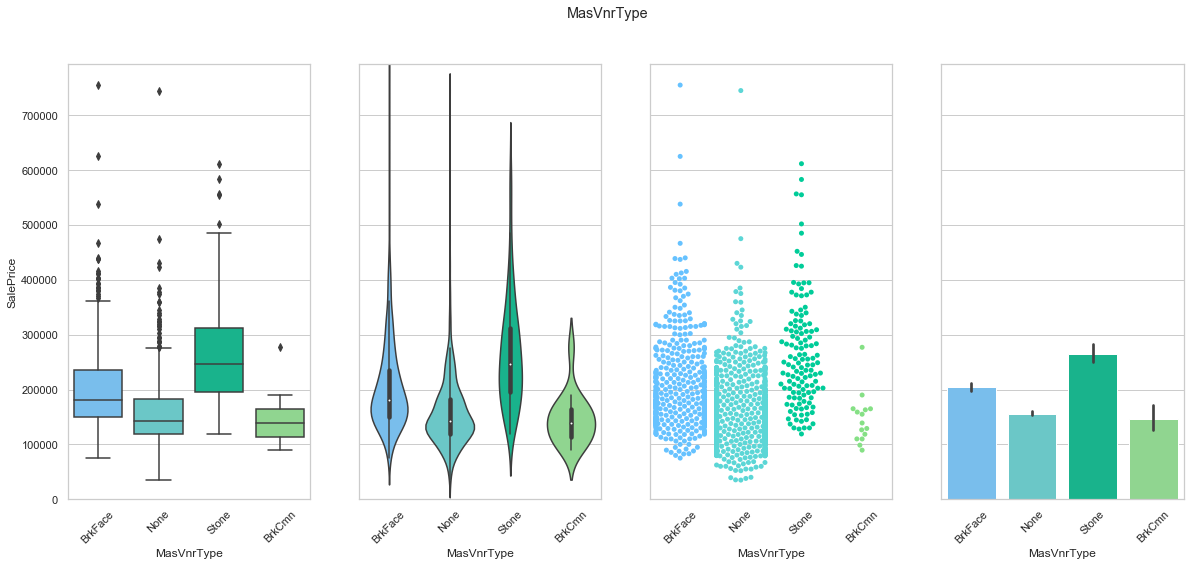 MasVnrType
SalePrice
700000
600000
500000
400000
300000
200000
100000
0
BrkFace None Stone BrkCmn
MasVnrType
BrkFace None Stone BrkCmn
MasVnrType
BrkFace None Stone BrkCmn
MasVnrType
BrkFace None Stone BrkCmn
MasVnrType